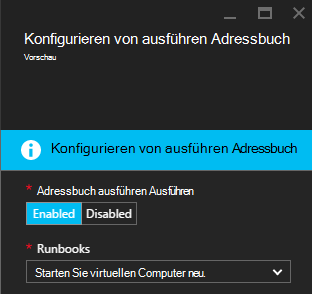 Konfigurieren von ausführen Adressbuch
Vorschau
Konfigurieren von ausführen Adressbuch
* Adressbuch ausführen Ausführen
Enabled Disabled
* Runbooks
Starten Sie virtuellen Computer neu.